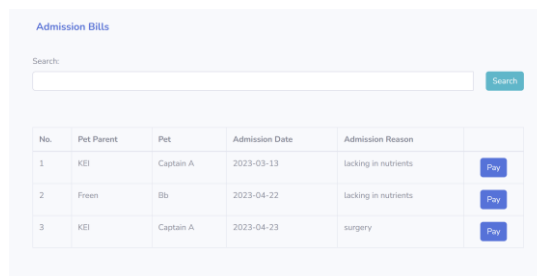 Admission Bills
Search:
Search
No. Pet Parent Pet Admission Date Admission Reason
1 KEI Captain A 2023-03-13 lacking in nutrients Pay
2 Freen Bb 2023-04-22 lacking in nutrients Pay
3 KEI Captain A 2023-04-23 surgery Pay